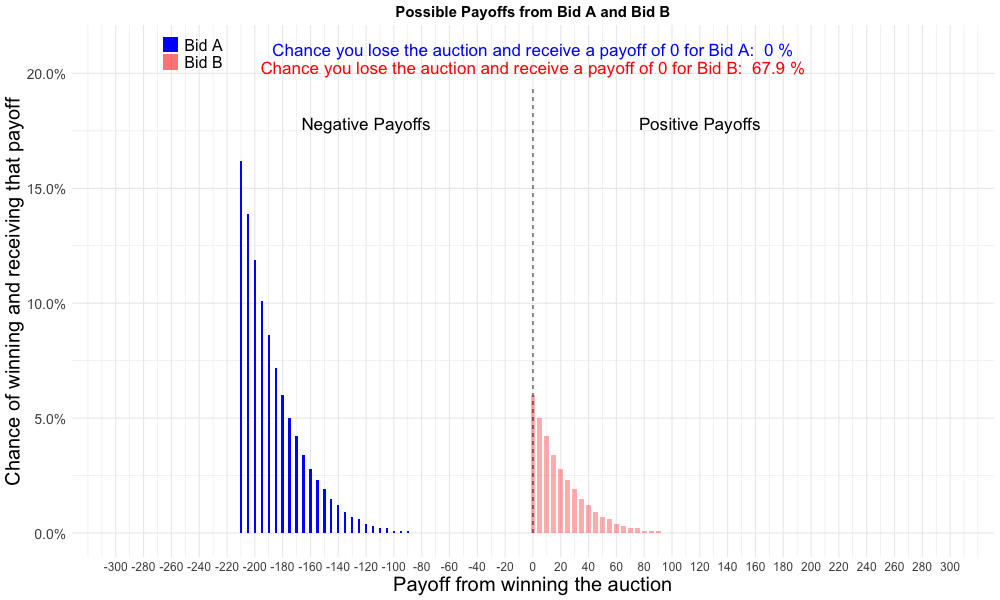 Possible Payoffs from Bid A and Bid B
Bid A
Bid B
Chance you lose the auction and receive a payoff of 0 for Bid A:  0 %
Chance you lose the auction and receive a payoff of 0 for Bid B:  67.9 %
Negative Payoffs
Positive Payoffs
Chance of winning and receiving that payoff
20.0%
15.0%
10.0%
5.0%
0.0%
-300 -280 -260 -240 -220 -200 -180 -160 -140 -120 -100 -80 -60 -40 -20 0 20 40 60 80 100 120 140 160 180 200 220 240 260 280 300
Payoff from winning the auction